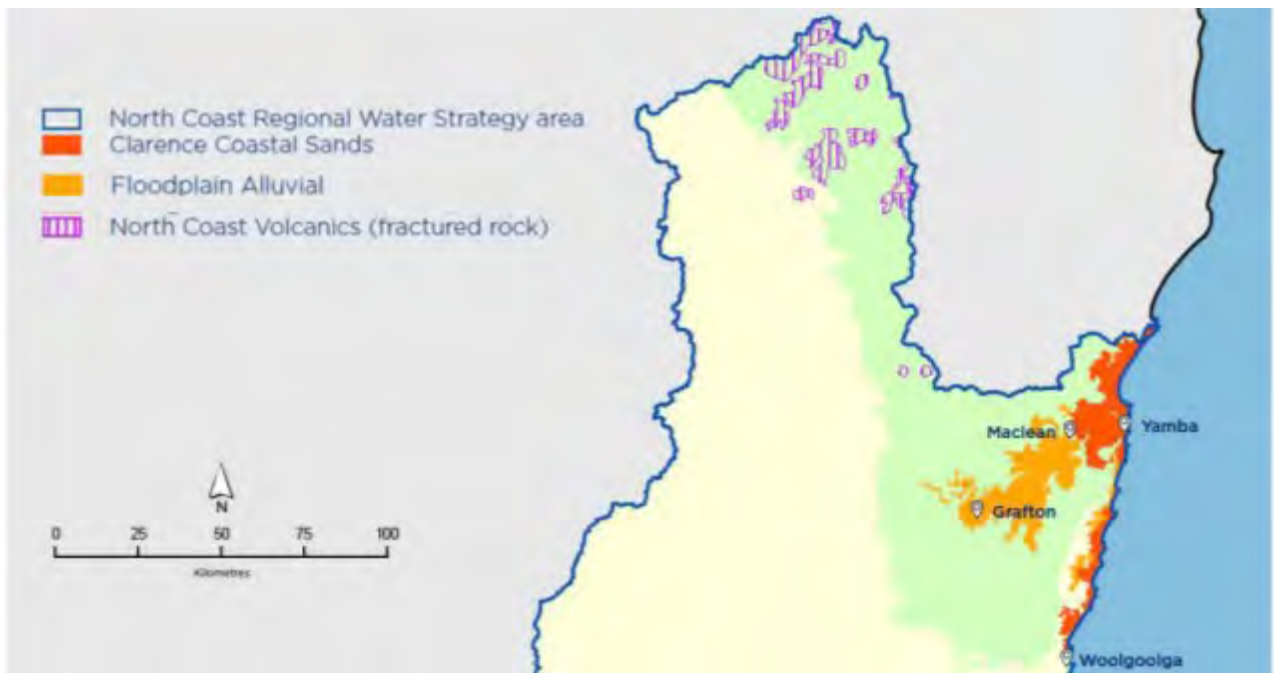 North Coast Regional Water Strategy area
Clarence Coastal Sands
Floodplain Alluvial
North Coast Volcanics (fractured rock)
Maclean
Yamba
Grafton
N
0 25 50 75 100
Kilometres
Woolgoolga